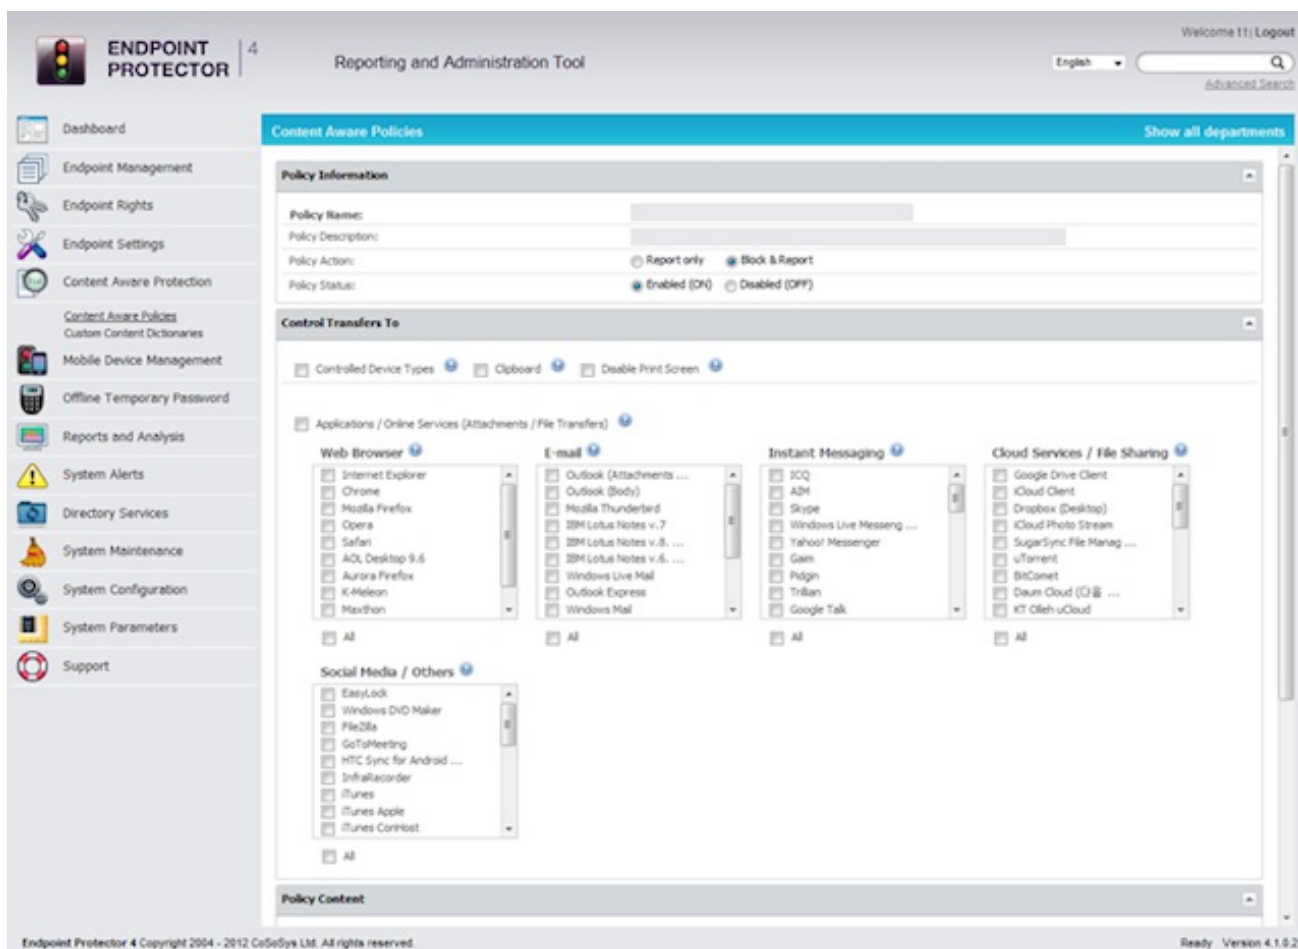 Welcome t1| Logout
ENDPOINT PROTECTOR | 4
Reporting and Administration Tool
English
Advanced Search
Dashboard
Endpoint Management
Endpoint Rights
Endpoint Settings
Content Aware Protection
Content Aware Policies
Custom Content Dictionaries
Mobile Device Management
Offline Temporary Password
Reports and Analysis
System Alerts
Directory Services
System Maintenance
System Configuration
System Parameters
Support
Content Aware Policies Show all departments
Policy Information
Policy Name:
Policy Description:
Policy Action: Report only Block & Report
Policy Status: Enabled (ON) Disabled (OFF)
Control Transfers To
Controlled Device Types Clipboard Disable Print Screen
Applications / Online Services (Attachments / File Transfers)
Web Browser
Internet Explorer
Chrome
Mozilla Firefox
Opera
Safari
AOL Desktop 9.6
Aurora Firefox
K-Meleon
Maxthon
All
E-mail
Outlook (Attachments ...
Outlook (Body)
Mozilla Thunderbird
IBM Lotus Notes v.7
IBM Lotus Notes v.8. ...
IBM Lotus Notes v.6. ...
Windows Live Mail
Outlook Express
Windows Mail
All
Instant Messaging
ICQ
AIM
Skype
Windows Live Messeng ...
Yahoo! Messenger
Gaim
Pidgin
Trillian
Google Talk
All
Cloud Services / File Sharing
Google Drive Client
iCloud Client
Dropbox (Desktop)
iCloud Photo Stream
SugarSync File Manag ...
uTorrent
BitComet
Daum Cloud (다음 ...
KT Olleh uCloud
All
Social Media / Others
EasyLock
Windows DVD Maker
FileZilla
GoToMeeting
HTC Sync for Android ...
InfraRecorder
iTunes
iTunes Apple
iTunes ConHost
All
Policy Content
Endpoint Protector 4 Copyright 2004 - 2012 CoSoSys Ltd. All rights reserved.
Ready Version 4.1.0.2